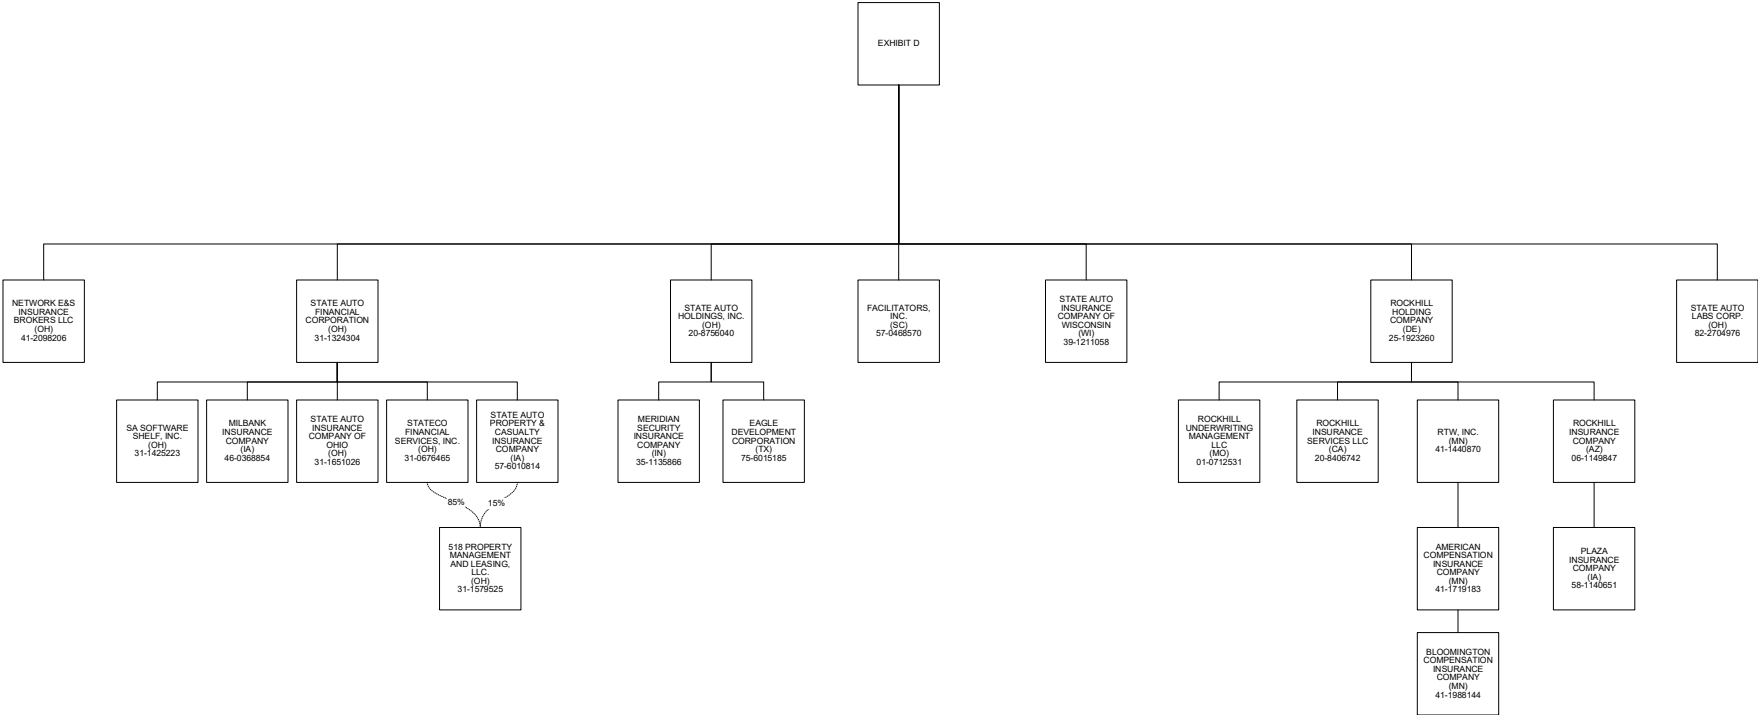 EXHIBIT D
NETWORK E&S
INSURANCE
BROKERS LLC
(OH)
41-2098206
STATE AUTO
FINANCIAL
CORPORATION
(OH)
31-1324304
STATE AUTO
HOLDINGS, INC.
(OH)
20-8756040
FACILITATORS,
INC.
(SC)
57-0468570
STATE AUTO
INSURANCE
COMPANY OF
WISCONSIN
(WI)
39-1211058
ROCKHILL
HOLDING
COMPANY
(DE)
25-1923260
STATE AUTO
LABS CORP.
(OH)
82-2704976
SA SOFTWARE
SHELF, INC.
(OH)
31-1425223
MILBANK
INSURANCE
COMPANY
(IA)
46-0368854
STATE AUTO
INSURANCE
COMPANY OF
OHIO
(OH)
31-1651026
STATECO
FINANCIAL
SERVICES, INC.
(OH)
31-0676465
STATE AUTO
PROPERTY &
CASUALTY
INSURANCE
COMPANY
(IA)
57-6010814
MERIDIAN
SECURITY
INSURANCE
COMPANY
(IN)
35-1135866
EAGLE
DEVELOPMENT
CORPORATION
(TX)
75-6015185
ROCKHILL
UNDERWRITING
MANAGEMENT
LLC
(MO)
01-0712531
ROCKHILL
INSURANCE
SERVICES LLC
(CA)
20-8406742
RTW, INC.
(MN)
41-1440870
ROCKHILL
INSURANCE
COMPANY
(AZ)
06-1149847
85%
15%
518 PROPERTY
MANAGEMENT
AND LEASING,
LLC.
(OH)
31-1579525
AMERICAN
COMPENSATION
INSURANCE
COMPANY
(MN)
41-1719183
PLAZA
INSURANCE
COMPANY
(IA)
58-1140651
BLOOMINGTON
COMPENSATION
INSURANCE
COMPANY
(MN)
41-1988144